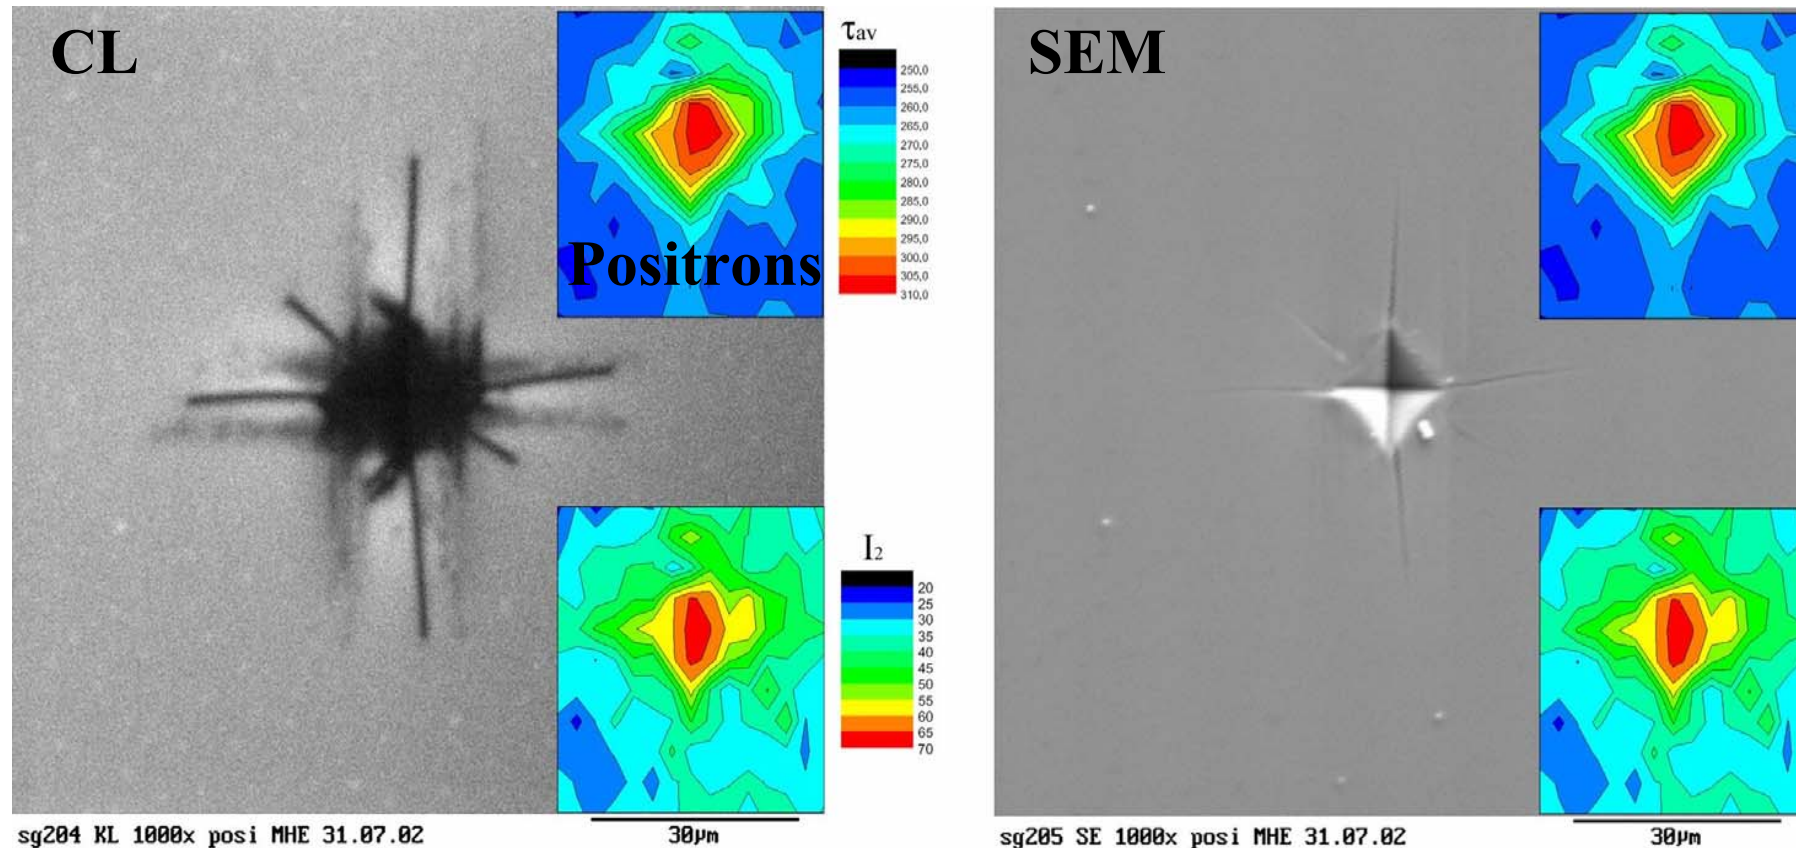 CL
τav
250,0
255,0
260,0
265,0
270,0
275,0
280,0
285,0
290,0
295,0
300,0
305,0
310,0
Positrons
I2
20
25
30
35
40
45
50
55
60
65
70
sg204 KL 1000x posi MHE 31.07.02
30µm
SEM
sg205 SE 1000x posi MHE 31.07.02
30µm